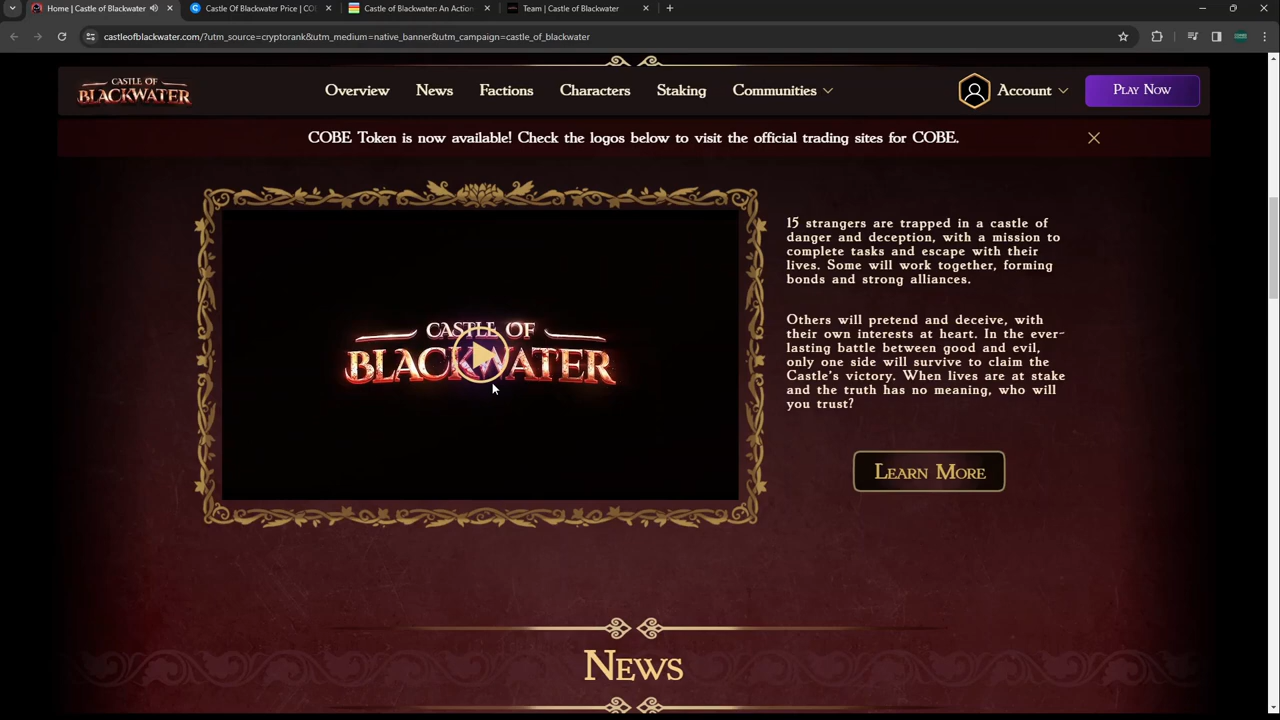 Home | Castle of Blackwater
Castle Of Blackwater Price | CO
Castle of Blackwater: An Action
Team | Castle of Blackwater
castleofblackwater.com/?utm_source=cryptorank&utm_medium=native_banner&utm_campaign=castle_of_blackwater
CASTLE OF
BLACKWATER
Overview
News
Factions
Characters
Staking
Communities
Account
PLAY NOW
COBE Token is now available! Check the logos below to visit the official trading sites for COBE.
CASTLE OF
BLACKWATER
15 strangers are trapped in a castle of
danger and deception, with a mission to
complete tasks and escape with their
lives. Some will work together, forming
bonds and strong alliances.
Others will pretend and deceive, with
their own interests at heart. In the ever-
lasting battle between good and evil,
only one side will survive to claim the
Castle's victory. When lives are at stake
and the truth has no meaning, who will
you trust?
LEARN MORE
NEWS